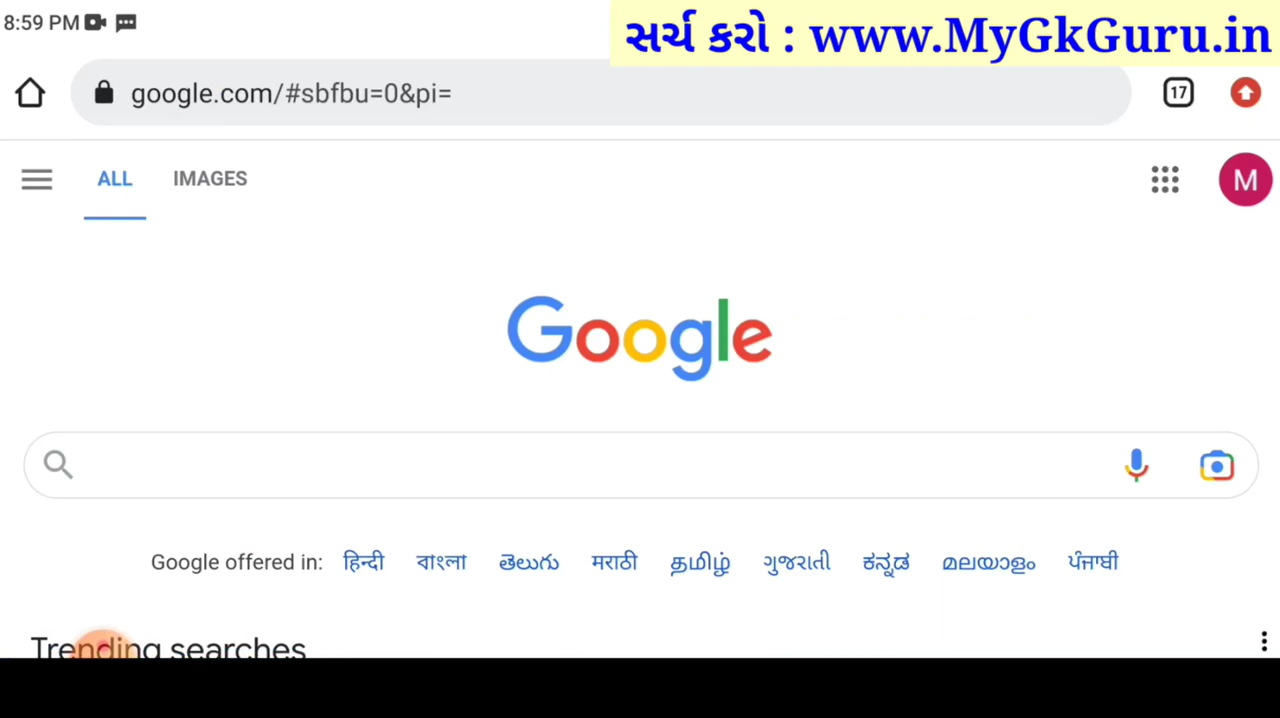 8:59 PM
સર્ચ કરો : www.MyGkGuru.in
google.com/#sbfbu=0&pi=
17
ALL IMAGES
M
Google
Google offered in: हिन्दी বাংলা తెలుగు मराठी தமிழ் ગુજરાતી ಕನ್ನಡ മലയാളം ਪੰਜਾਬੀ
Trending searches